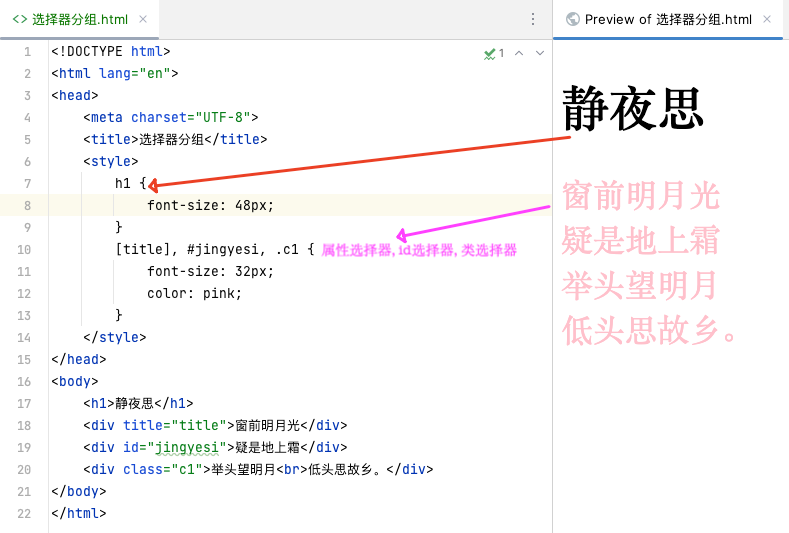 <> 选择器分组.html ×
Preview of 选择器分组.html ×
1 <!DOCTYPE html>
2 <html lang="en">
3 <head>
4     <meta charset="UTF-8">
5     <title>选择器分组</title>
6     <style>
7         h1 {
8             font-size: 48px;
9         }
10         [title], #jingyesi, .c1 { 属性选择器,id选择器,类选择器
11             font-size: 32px;
12             color: pink;
13         }
14     </style>
15 </head>
16 <body>
17     <h1>静夜思</h1>
18     <div title="title">窗前明月光</div>
19     <div id="jingyesi">疑是地上霜</div>
20     <div class="c1">举头望明月<br>低头思故乡。</div>
21 </body>
22 </html>
1
静夜思
窗前明月光
疑是地上霜
举头望明月
低头思故乡。